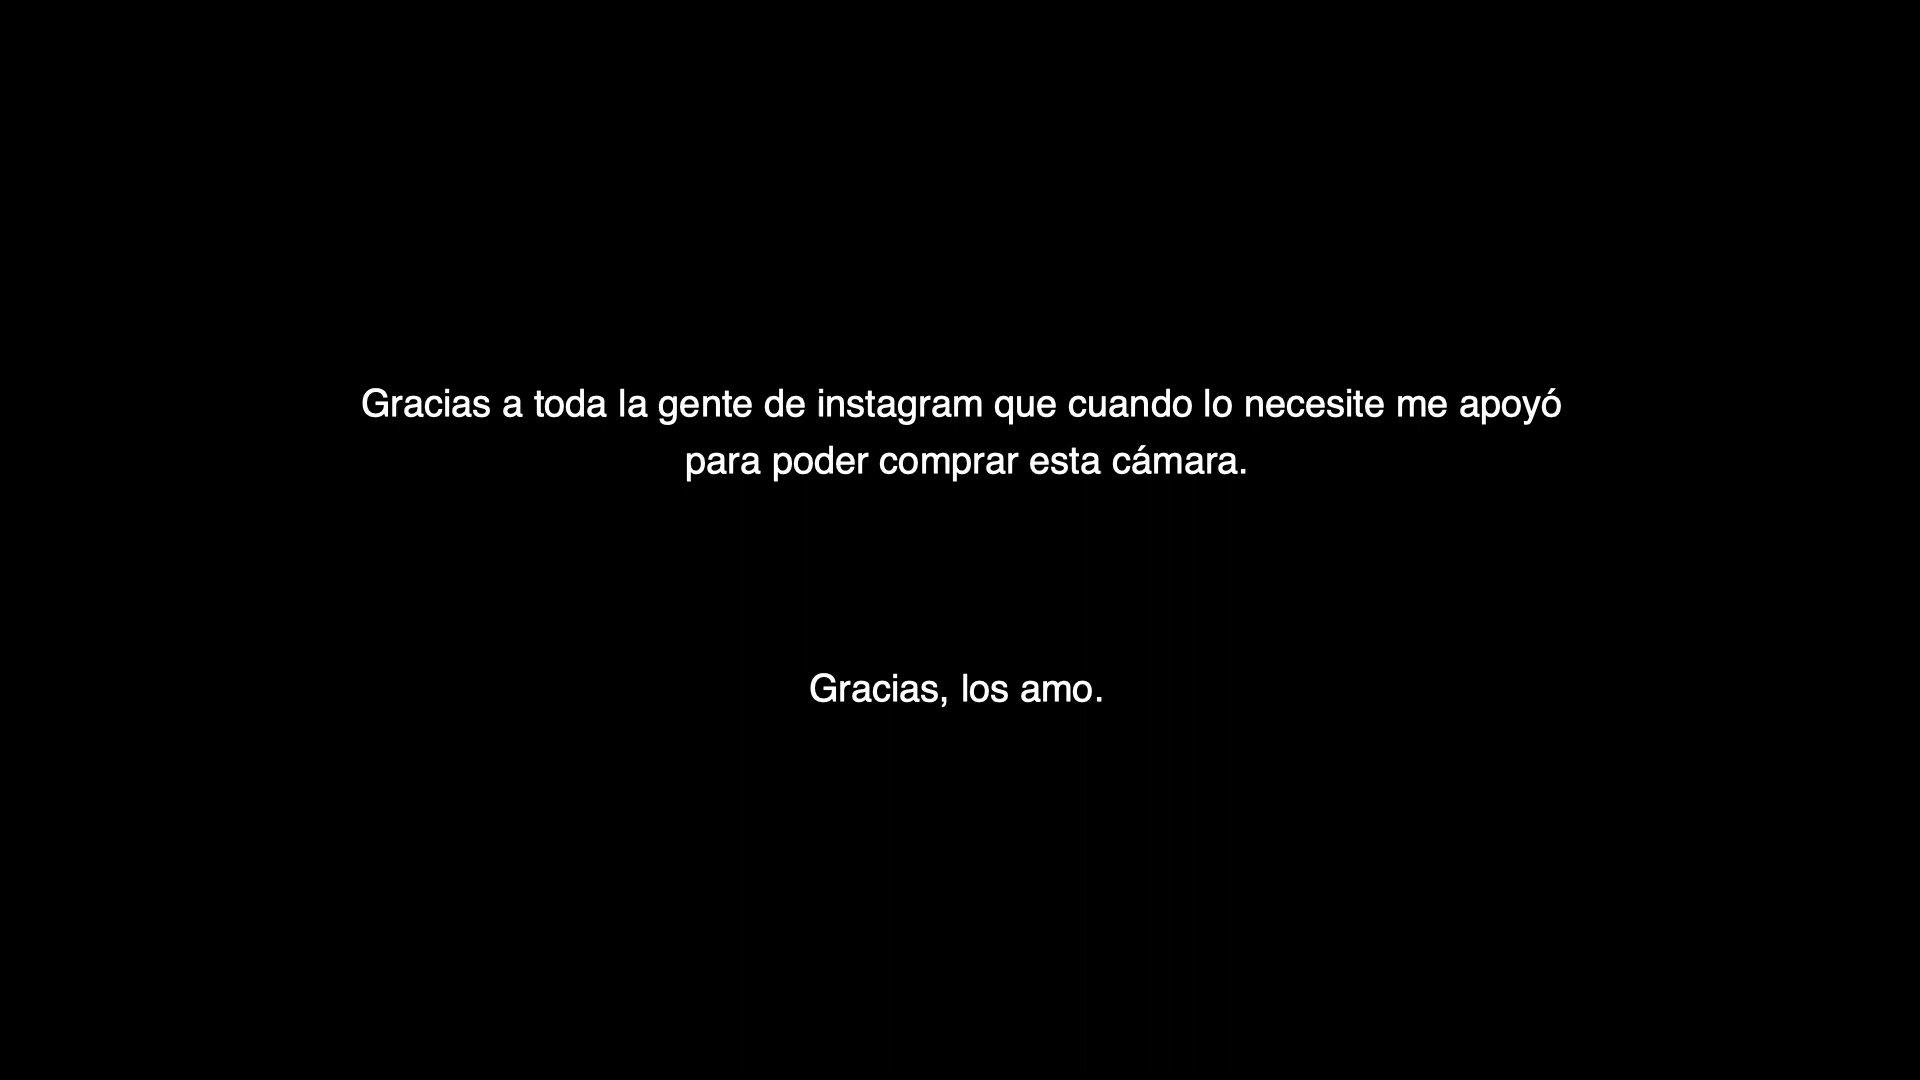 Gracias a toda la gente de instagram que cuando lo necesite me apoyó
para poder comprar esta cámara.
Gracias, los amo.